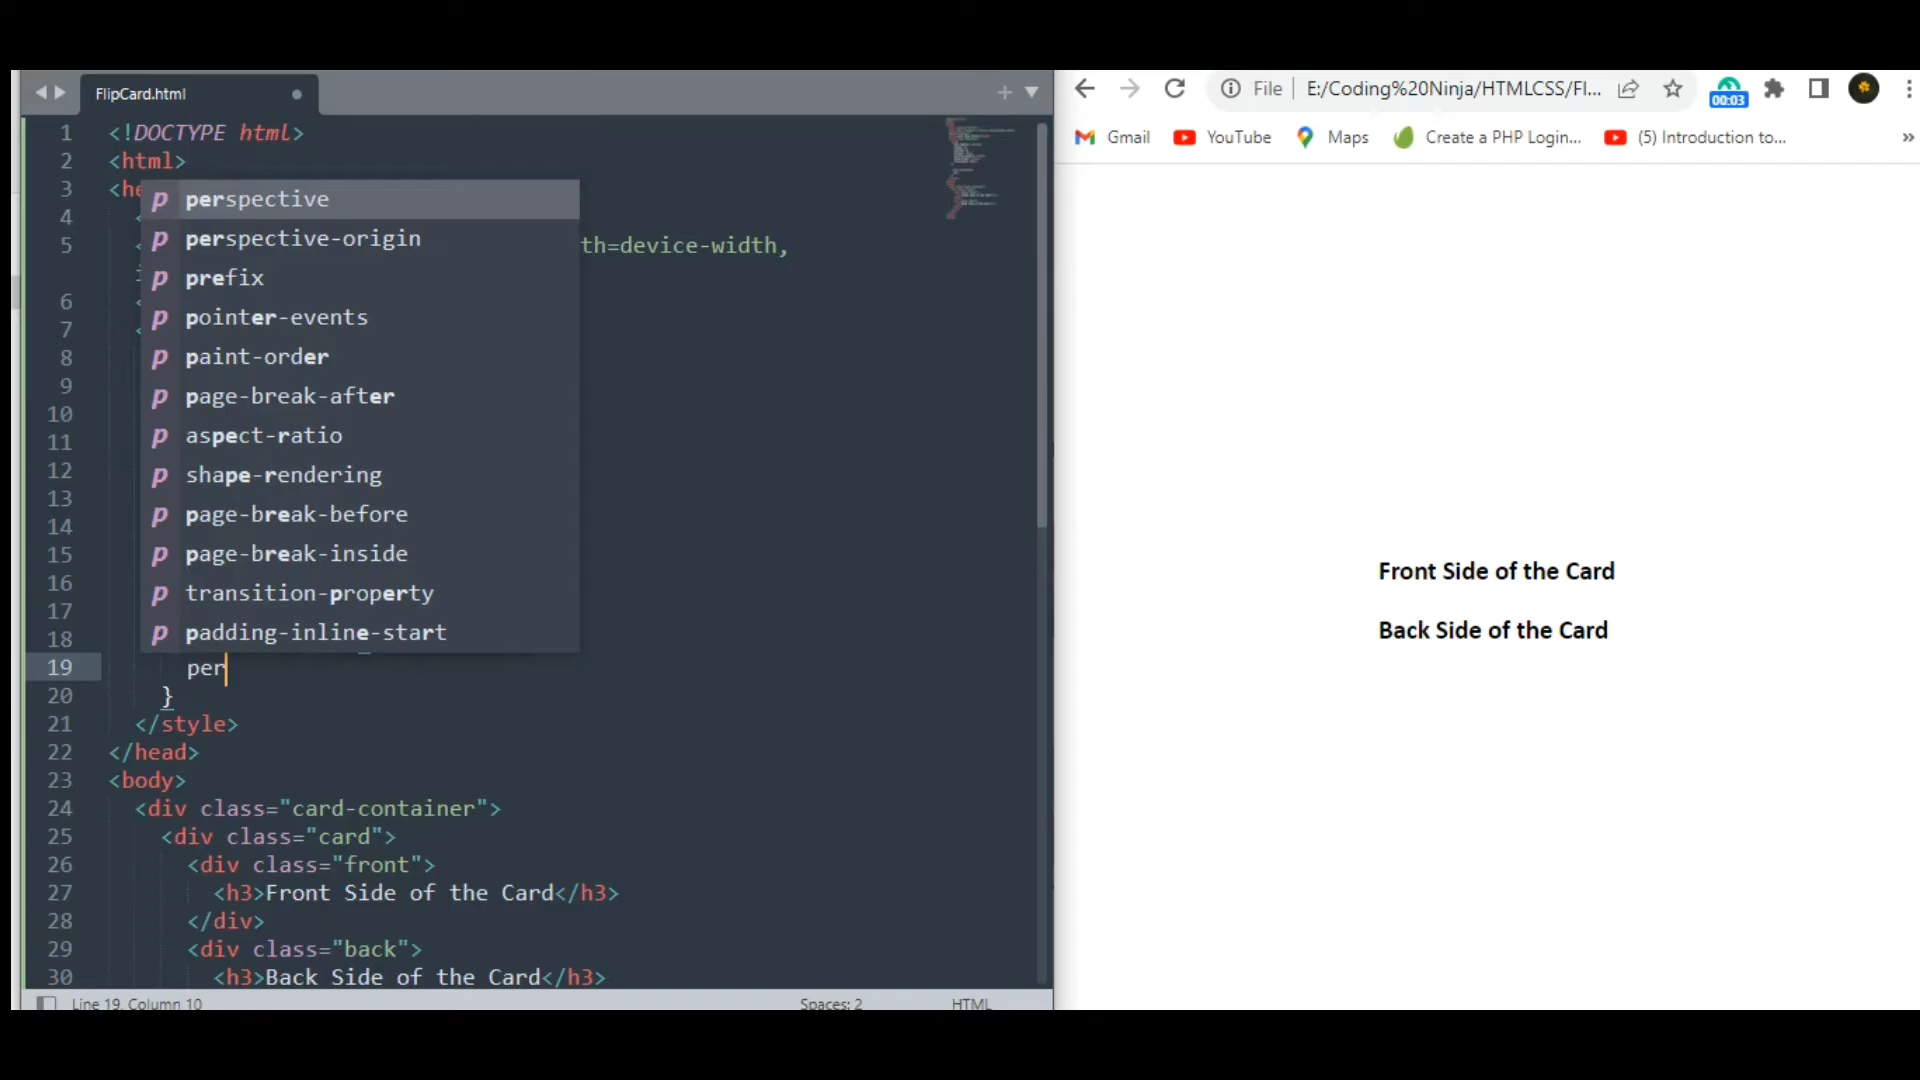 FlipCard.html
1 <!DOCTYPE html>
2 <html>
3 <he
4 <
5 < th=device-width,
i
6 <
7 <
8
9
10
11
12
13
14
15
16
17
18
perspective
perspective-origin
prefix
pointer-events
paint-order
page-break-after
aspect-ratio
shape-rendering
page-break-before
page-break-inside
transition-property
padding-inline-start
19 per
20 }
21 </style>
22 </head>
23 <body>
24 <div class="card-container">
25 <div class="card">
26 <div class="front">
27 <h3>Front Side of the Card</h3>
28 </div>
29 <div class="back">
30 <h3>Back Side of the Card</h3>
Line 19, Column 10 Spaces: 2 HTML
File E:/Coding%20Ninja/HTMLCSS/Fl...
00:03
Gmail YouTube Maps Create a PHP Login... (5) Introduction to... »
Front Side of the Card
Back Side of the Card